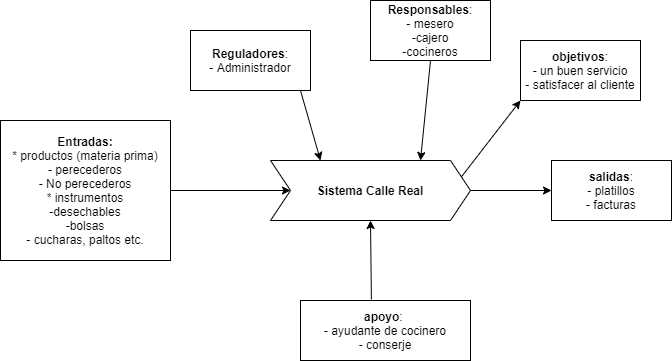 Responsables:
- mesero
-cajero
-cocineros
Reguladores:
- Administrador
objetivos:
- un buen servicio
- satisfacer al cliente
Entradas:
* productos (materia prima)
- perecederos
- No perecederos
* instrumentos
-desechables
-bolsas
- cucharas, paltos etc.
Sistema Calle Real
salidas:
- platillos
- facturas
apoyo:
- ayudante de cocinero
- conserje